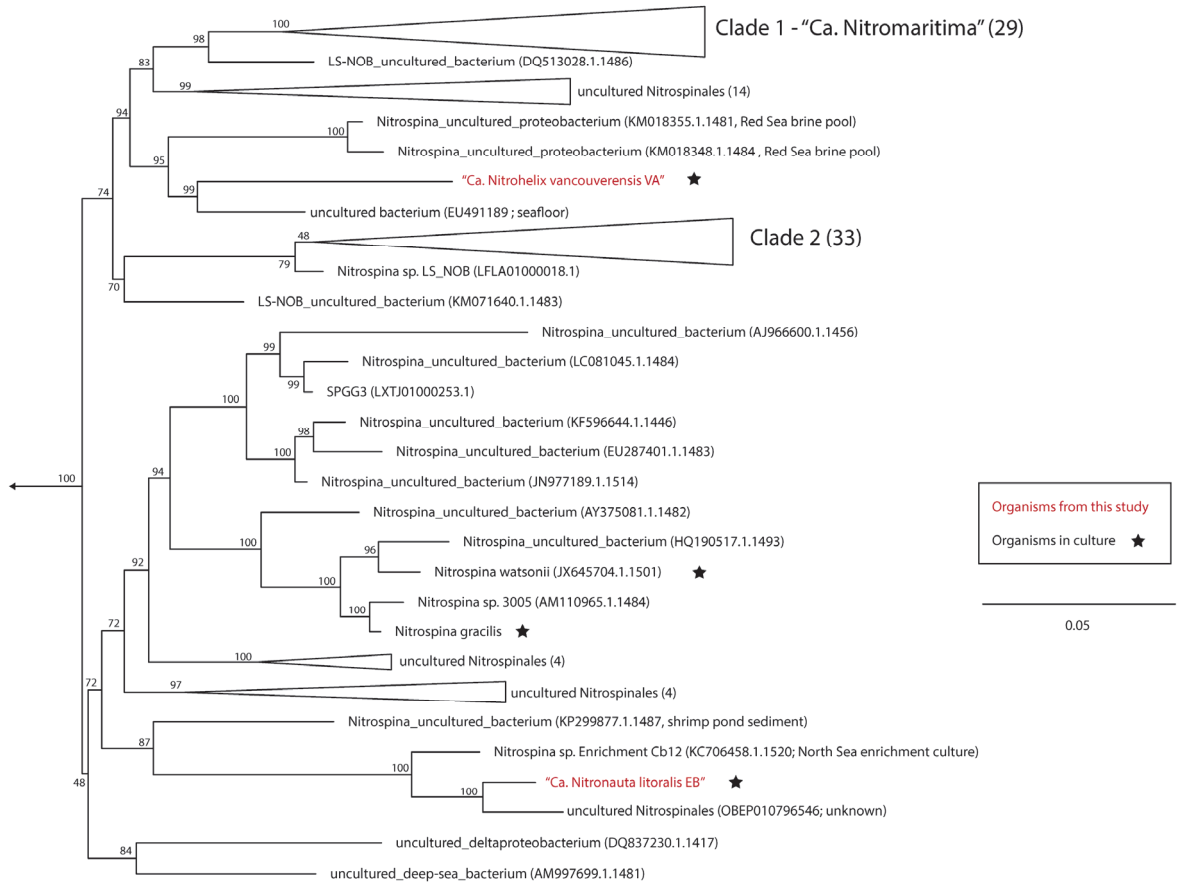 100
Clade 1 - “Ca. Nitromaritima” (29)
98
LS-NOB_uncultured_bacterium (DQ513028.1.1486)
83
99
uncultured Nitrospinales (14)
94
Nitrospina_uncultured_proteobacterium (KM018355.1.1481, Red Sea brine pool)
100
Nitrospina_uncultured_proteobacterium (KM018348.1.1484 , Red Sea brine pool)
95
“Ca. Nitrohelix vancouverensis VA”
99
74
uncultured bacterium (EU491189 ; seafloor)
48
Clade 2 (33)
79
Nitrospina sp. LS_NOB (LFLA01000018.1)
70
LS-NOB_uncultured_bacterium (KM071640.1.1483)
Nitrospina_uncultured_bacterium (AJ966600.1.1456)
99
Nitrospina_uncultured_bacterium (LC081045.1.1484)
99
SPGG3 (LXTJ01000253.1)
100
Nitrospina_uncultured_bacterium (KF596644.1.1446)
98
Nitrospina_uncultured_bacterium (EU287401.1.1483)
100
Nitrospina_uncultured_bacterium (JN977189.1.1514)
94
100
Nitrospina_uncultured_bacterium (AY375081.1.1482)
100
Nitrospina_uncultured_bacterium (HQ190517.1.1493)
96
Nitrospina watsonii (JX645704.1.1501)
100
Nitrospina sp. 3005 (AM110965.1.1484)
100
Nitrospina gracilis
92
100
uncultured Nitrospinales (4)
72
97
uncultured Nitrospinales (4)
72
Nitrospina_uncultured_bacterium (KP299877.1.1487, shrimp pond sediment)
87
Nitrospina sp. Enrichment Cb12 (KC706458.1.1520; North Sea enrichment culture)
100
“Ca. Nitronauta litoralis EB”
100
uncultured Nitrospinales (OBEP010796546; unknown)
48
uncultured_deltaproteobacterium (DQ837230.1.1417)
84
uncultured_deep-sea_bacterium (AM997699.1.1481)
Organisms from this study
Organisms in culture
0.05